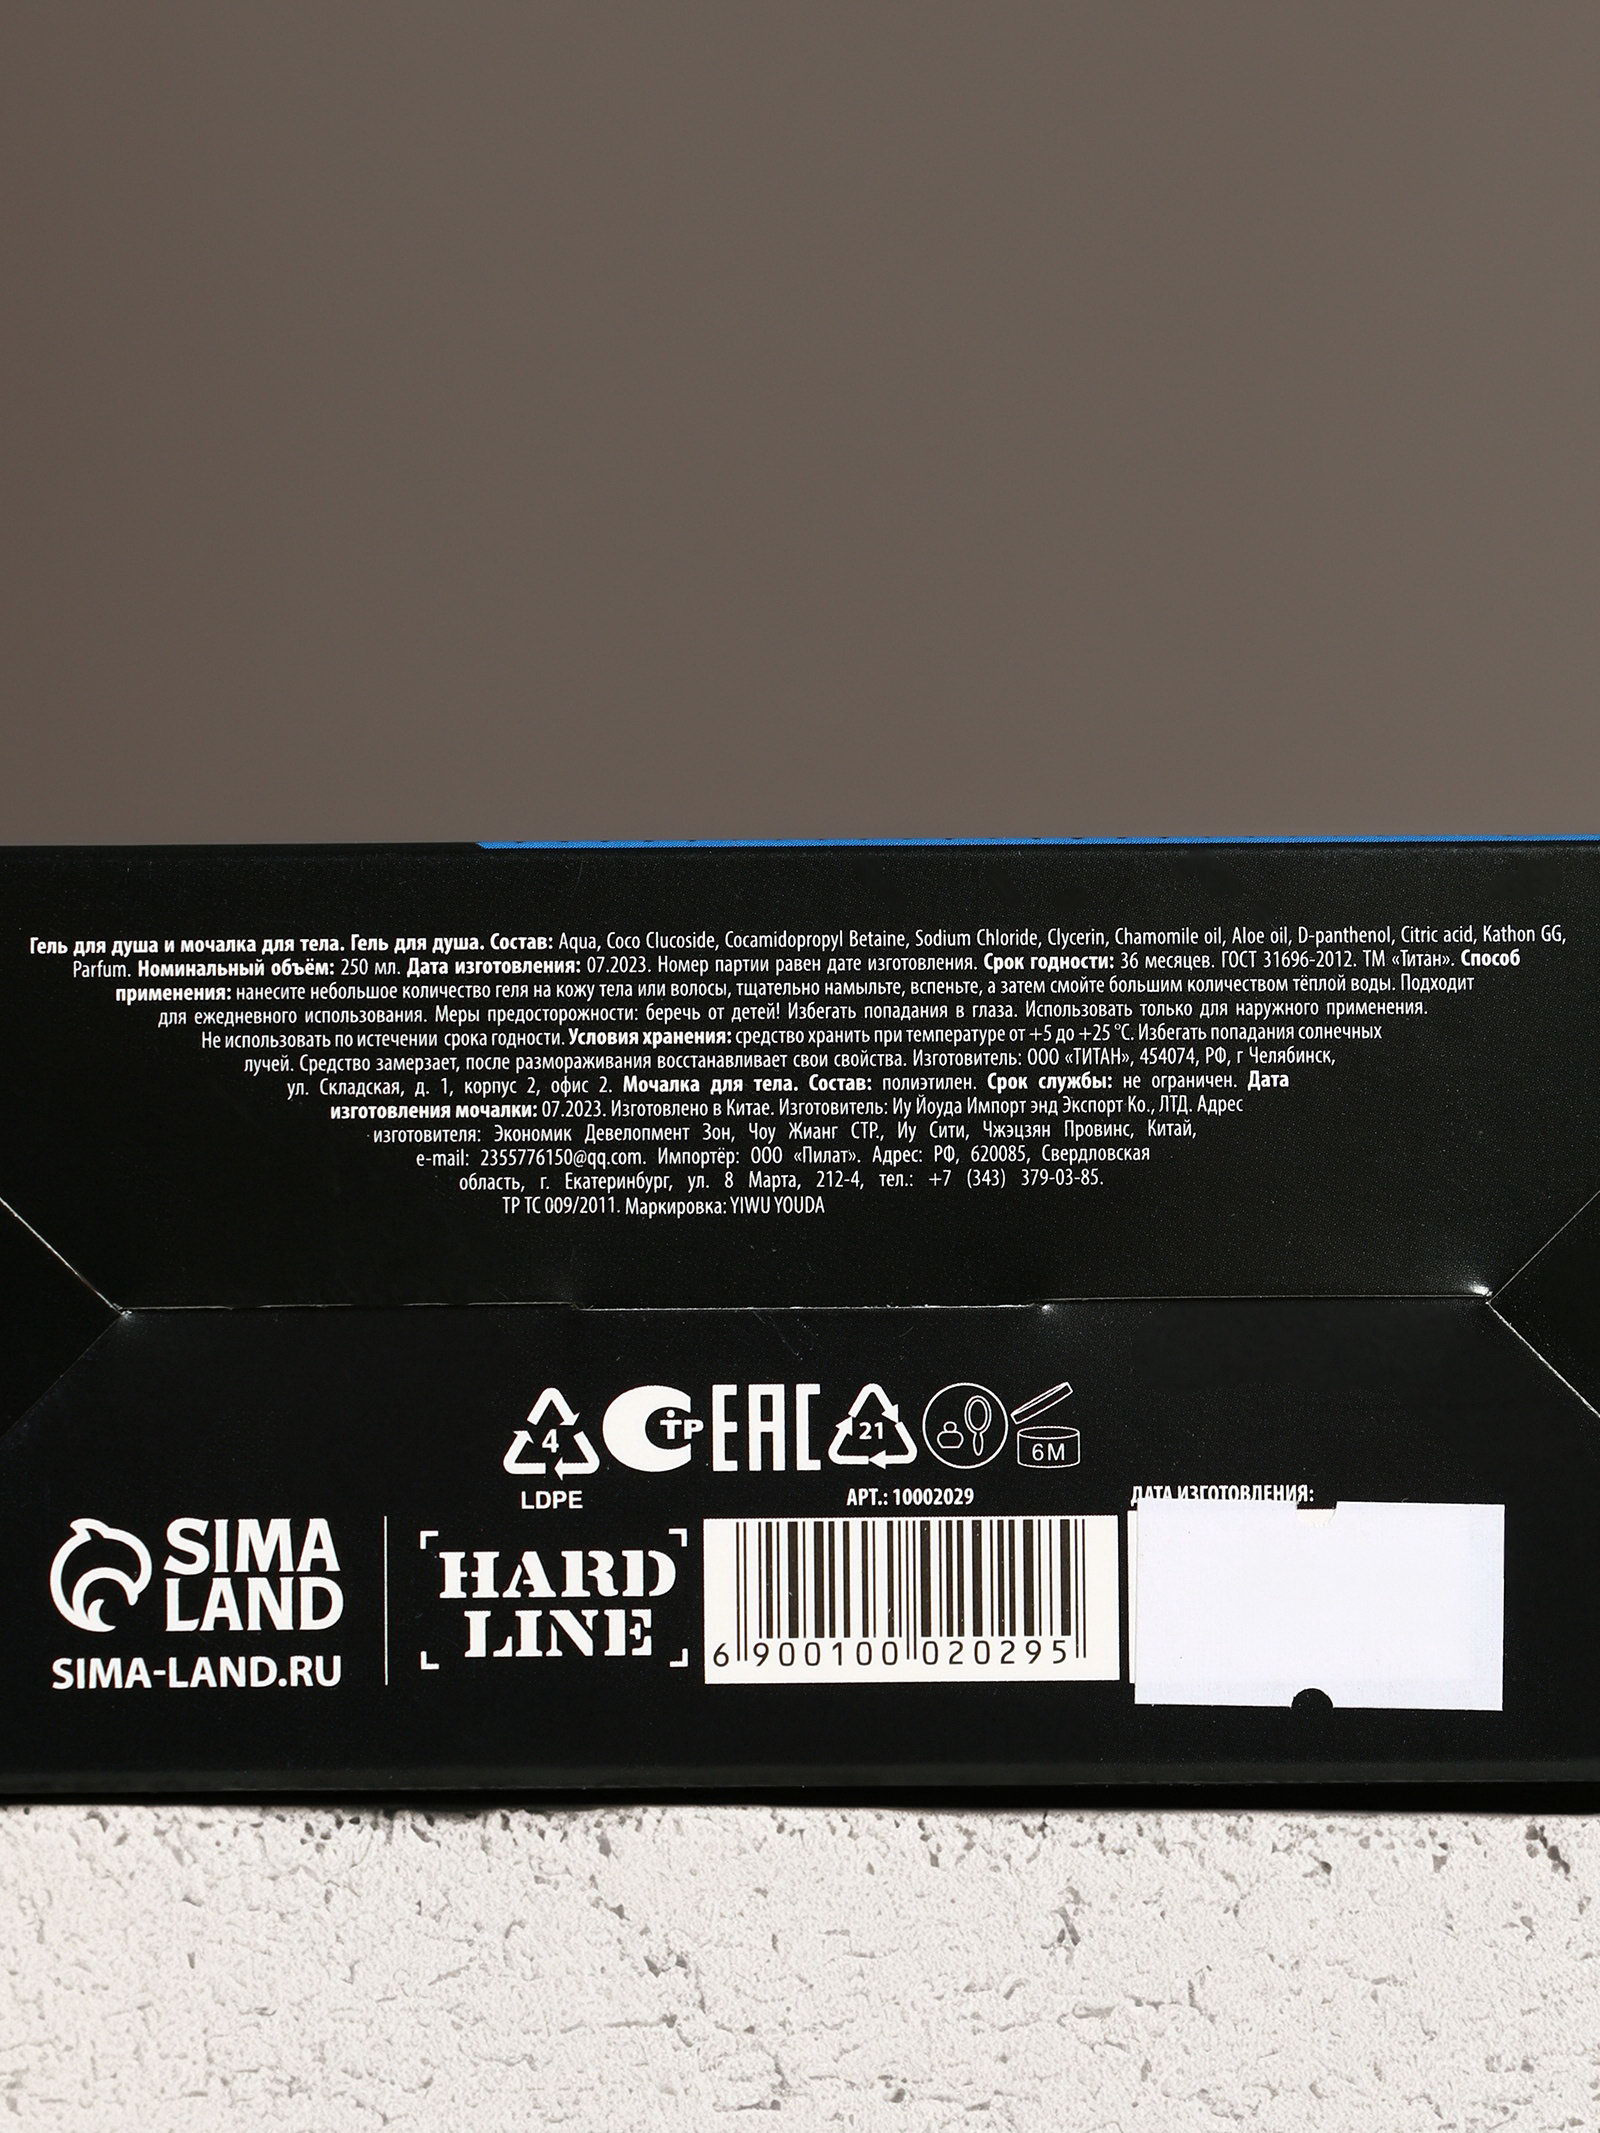 Гель для душа и мочалка для тела. Гель для душа. Состав: Aqua, Coco Clucoside, Cocamidopropyl Betaine, Sodium Chloride, Clycerin, Chamomile oil, Aloe oil, D-panthenol, Citric acid, Kathon GG,
Parfum. Номинальный объём: 250 мл. Дата изготовления: 07.2023. Номер партии равен дате изготовления. Срок годности: 36 месяцев. ГОСТ 31696-2012. ТМ «Титан». Способ
применения: нанесите небольшое количество геля на кожу тела или волосы, тщательно намыльте, вспеньте, а затем смойте большим количеством тёплой воды. Подходит
для ежедневного использования. Меры предосторожности: беречь от детей! Избегать попадания в глаза. Использовать только для наружного применения.
Не использовать по истечении срока годности. Условия хранения: средство хранить при температуре от +5 до +25 °С. Избегать попадания солнечных
лучей. Средство замерзает, после размораживания восстанавливает свои свойства. Изготовитель: ООО «ТИТАН», 454074, РФ, г Челябинск,
ул. Складская, д. 1, корпус 2, офис 2. Мочалка для тела. Состав: полиэтилен. Срок службы: не ограничен. Дата
изготовления мочалки: 07.2023. Изготовлено в Китае. Изготовитель: Иу Йоуда Импорт энд Экспорт Ко., ЛТД. Адрес
изготовителя: Экономик Девелопмент Зон, Чоу Жианг СТР., Иу Сити, Чжэцзян Провинс, Китай,
e-mail: 2355776150@qq.com. Импортёр: ООО «Пилат». Адрес: РФ, 620085, Свердловская
область, г. Екатеринбург, ул. 8 Марта, 212-4, тел.: +7 (343) 379-03-85.
ТР ТС 009/2011. Маркировка: YIWU YOUDA
4 СТР ЕАС 21 6M
LDPE
АРТ.: 10002029
ДАТА ИЗГОТОВЛЕНИЯ:
SIMA
LAND
SIMA-LAND.RU
HARD
LINE
6 900100 020295